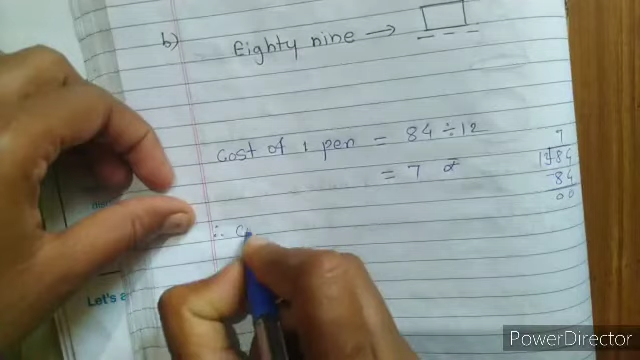 b) Eighty nine →
Cost of 1 pen = 84 ÷ 12
= 7 ₹
7
12 84
84
00
∴ C
Let's
PowerDirector